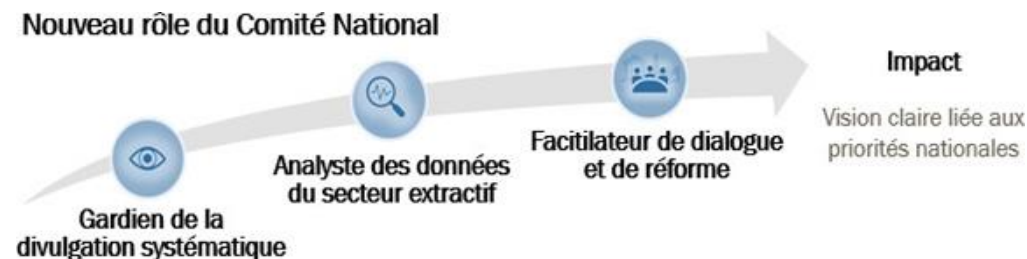 Nouveau rôle du Comité National
Gardien de la
divulgation systématique
Analyste des données
du secteur extractif
Facitilateur de dialogue
et de réforme
Impact
Vision claire liée aux
priorités nationales